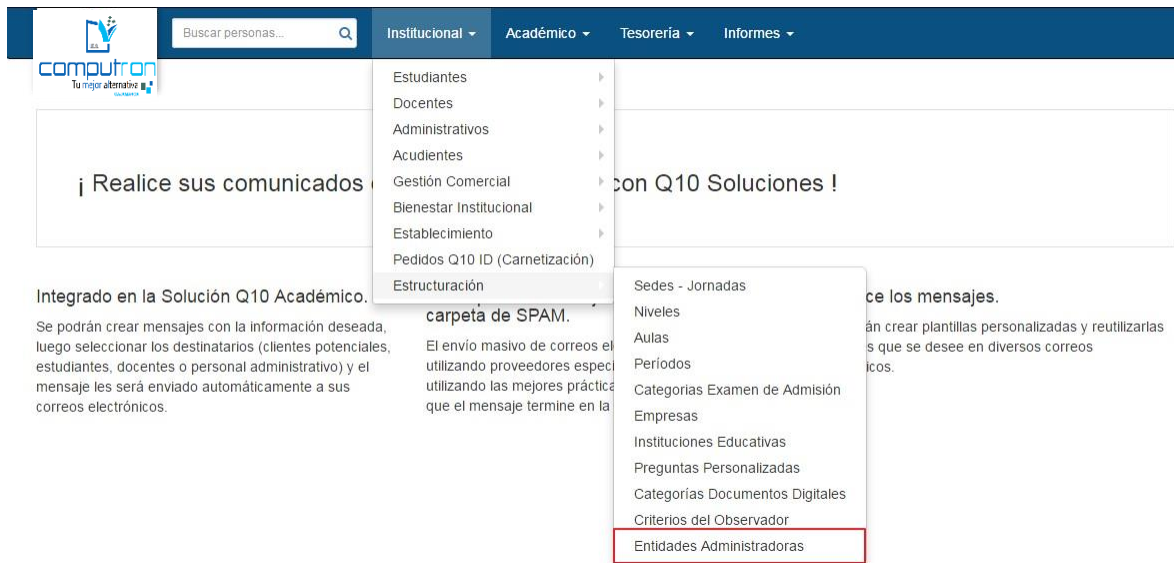 Buscar personas...
Institucional
Académico
Tesorería
Informes
computron
Tu mejor alternativa
Estudiantes
Docentes
Administrativos
Acudientes
Gestión Comercial
Bienestar Institucional
Establecimiento
Pedidos Q10 ID (Carnetización)
Estructuración
¡ Realice sus comunicados
con Q10 Soluciones !
Sedes - Jornadas
Niveles
Aulas
Períodos
Categorias Examen de Admisión
Empresas
Instituciones Educativas
Preguntas Personalizadas
Categorías Documentos Digitales
Criterios del Observador
Entidades Administradoras
Integrado en la Solución Q10 Académico.
Se podrán crear mensajes con la información deseada,
luego seleccionar los destinatarios (clientes potenciales,
estudiantes, docentes o personal administrativo) y el
mensaje les será enviado automáticamente a sus
correos electrónicos.
carpeta de SPAM.
El envío masivo de correos
utilizando proveedores
utilizando las mejores
que el mensaje termine en la
los mensajes.
crear plantillas personalizadas y reutilizarlas
que se desee en diversos correos